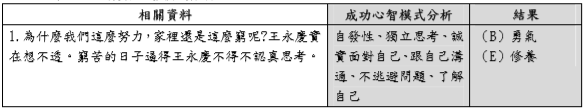 相關資料
成功心智模式分析
結果
1.為什麼我們這麼努力,家裡還是這麼窮呢?王永慶實
在想不透。窮苦的日子逼得王永慶不得不認真思考。
自發性、獨立思考、誠
實面對自己、跟自己溝
通、不逃避問題、了解
自己
(B) 勇氣
(E) 修養